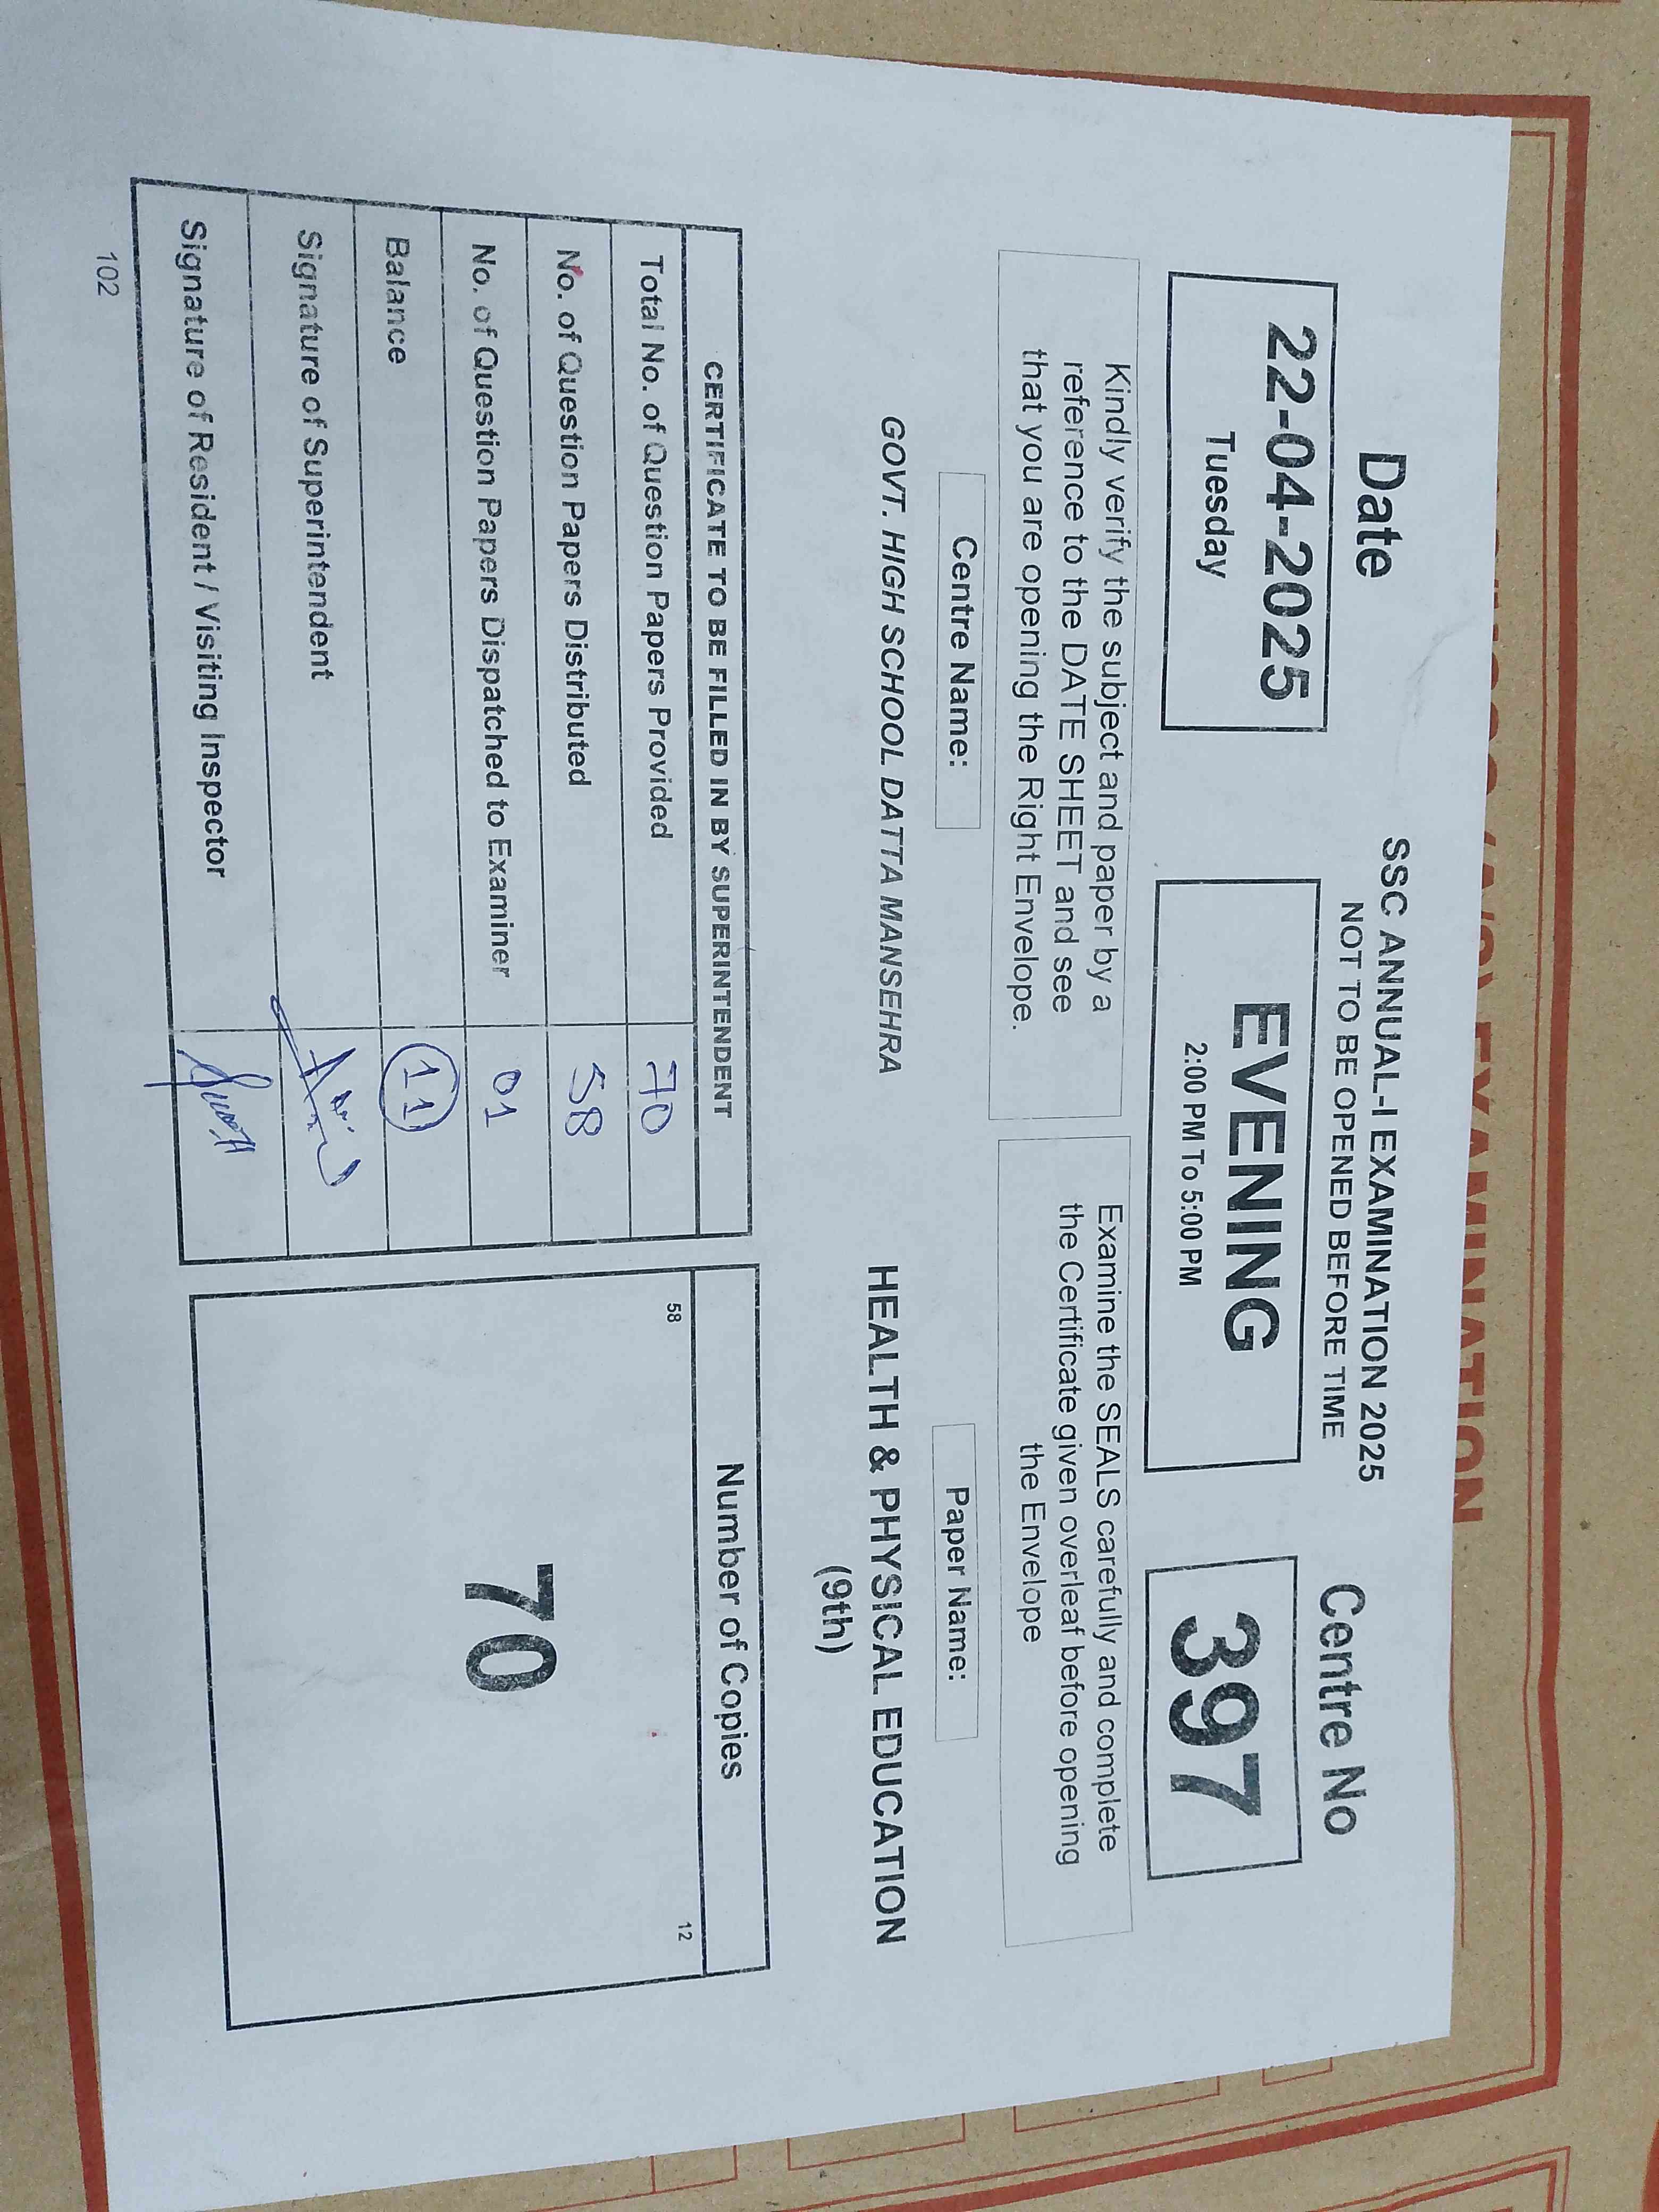 Date
22-04-2025
Tuesday
SSC ANNUAL-I EXAMINATION 2025
NOT TO BE OPENED BEFORE TIME
EVENING
2:00 PM To 5:00 PM
Centre No
397
Kindly verify the subject and paper by a
reference to the DATE SHEET and see
that you are opening the Right Envelope.
Examine the SEALS carefully and complete
the Certificate given overleaf before opening
the Envelope
Centre Name:
GOVT. HIGH SCHOOL DATTA MANSEHRA
Paper Name:
HEALTH & PHYSICAL EDUCATION
(9th)
CERTIFICATE TO BE FILLED IN BY SUPERINTENDENT
Total No. of Question Papers Provided 70
No. of Question Papers Distributed 58
No. of Question Papers Dispatched to Examiner 01
Balance 11
Signature of Superintendent
Signature of Resident / Visiting Inspector
Number of Copies
58 12
70
102
EXAMINATION